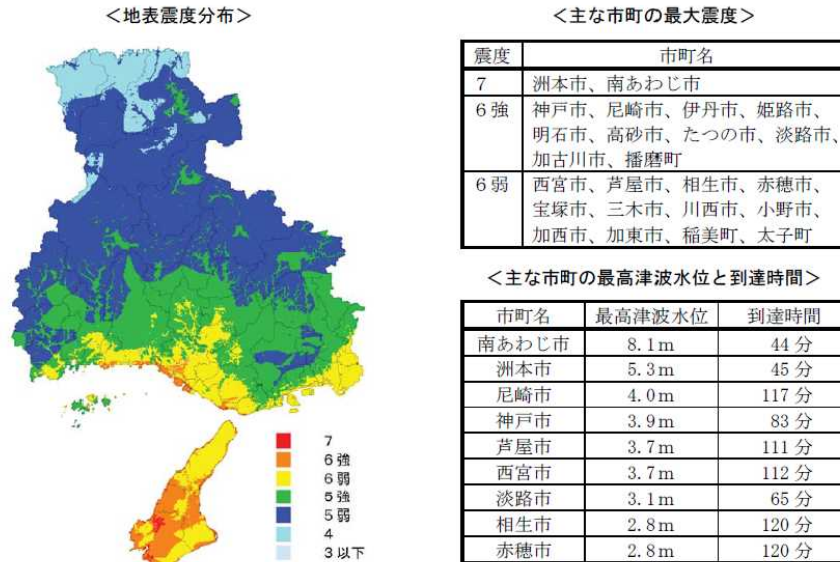 ＜地表震度分布＞
7
6強
6弱
5強
5弱
4
3以下
＜主な市町の最大震度＞
震度 市町名
7 洲本市、南あわじ市
6強 神戸市、尼崎市、伊丹市、姫路市、
明石市、高砂市、たつの市、淡路市、
加古川市、播磨町
6弱 西宮市、芦屋市、相生市、赤穂市、
宝塚市、三木市、川西市、小野市、
加西市、加東市、稲美町、太子町
＜主な市町の最高津波水位と到達時間＞
市町名 最高津波水位 到達時間
南あわじ市 8.1m 44分
洲本市 5.3m 45分
尼崎市 4.0m 117分
神戸市 3.9m 83分
芦屋市 3.7m 111分
西宮市 3.7m 112分
淡路市 3.1m 65分
相生市 2.8m 120分
赤穂市 2.8m 120分